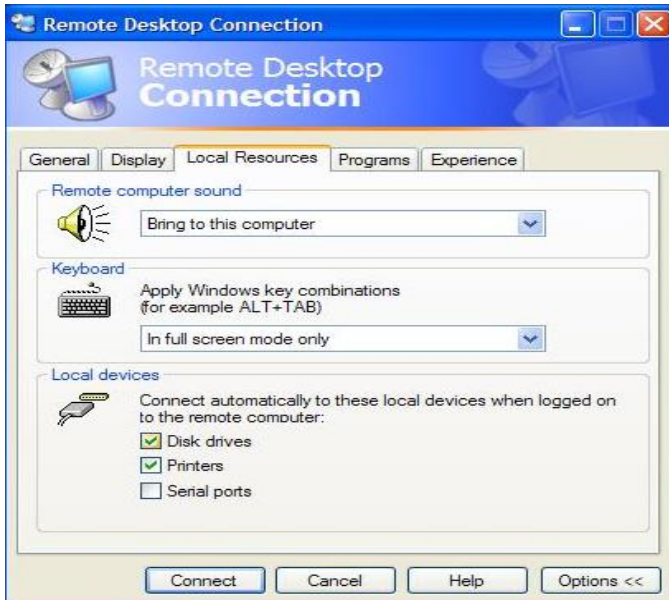 Remote Desktop Connection
Remote Desktop
Connection
General Display Local Resources Programs Experience
Remote computer sound
Bring to this computer
Keyboard
Apply Windows key combinations
(for example ALT+TAB)
In full screen mode only
Local devices
Connect automatically to these local devices when logged on
to the remote computer:
Disk drives
Printers
Serial ports
Connect Cancel Help Options <<